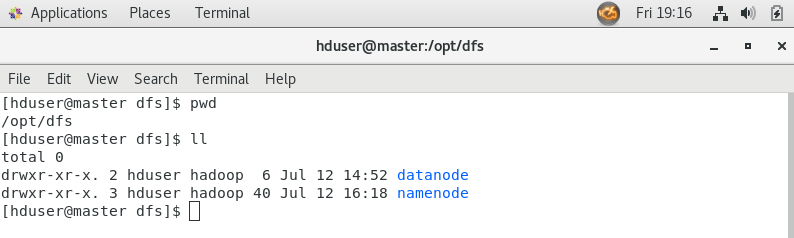 Applications Places Terminal Fri 19:16
hduser@master:/opt/dfs
File Edit View Search Terminal Help
[hduser@master dfs]$ pwd
/opt/dfs
[hduser@master dfs]$ ll
total 0
drwxr-xr-x. 2 hduser hadoop  6 Jul 12 14:52 datanode
drwxr-xr-x. 3 hduser hadoop 40 Jul 12 16:18 namenode
[hduser@master dfs]$